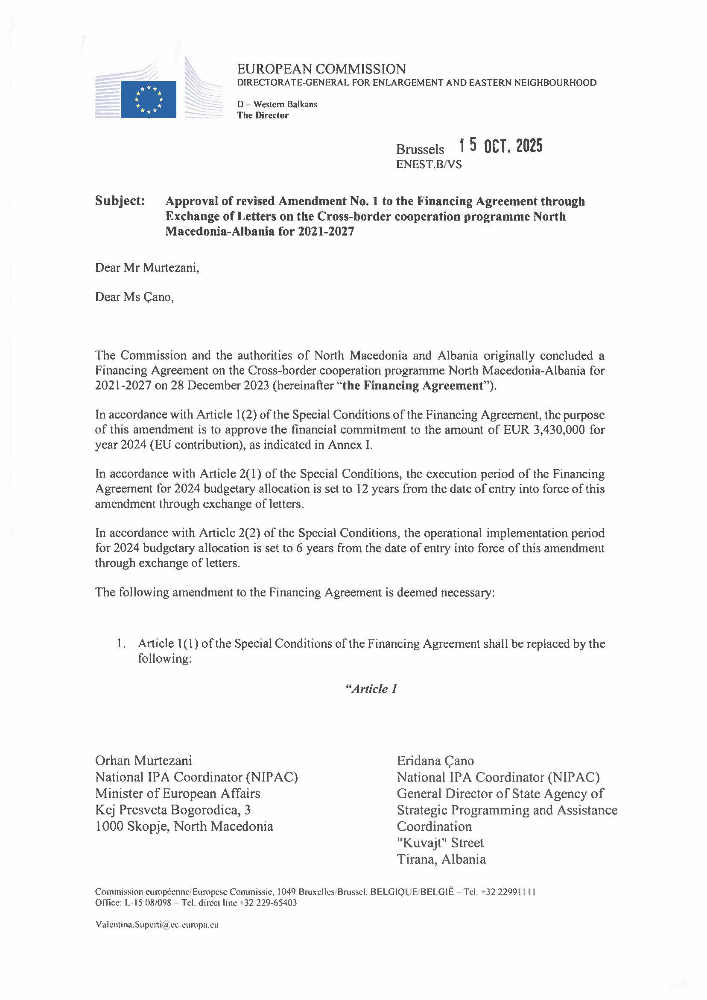 EUROPEAN COMMISSION
DIRECTORATE-GENERAL FOR ENLARGEMENT AND EASTERN NEIGHBOURHOOD
D – Western Balkans
The Director
Brussels 15 OCT. 2025
ENEST.B/VS
Subject: Approval of revised Amendment No. 1 to the Financing Agreement through
Exchange of Letters on the Cross-border cooperation programme North
Macedonia-Albania for 2021-2027
Dear Mr Murtezani,
Dear Ms Çano,
The Commission and the authorities of North Macedonia and Albania originally concluded a
Financing Agreement on the Cross-border cooperation programme North Macedonia-Albania for
2021-2027 on 28 December 2023 (hereinafter “the Financing Agreement”).
In accordance with Article 1(2) of the Special Conditions of the Financing Agreement, the purpose
of this amendment is to approve the financial commitment to the amount of EUR 3,430,000 for
year 2024 (EU contribution), as indicated in Annex I.
In accordance with Article 2(1) of the Special Conditions, the execution period of the Financing
Agreement for 2024 budgetary allocation is set to 12 years from the date of entry into force of this
amendment through exchange of letters.
In accordance with Article 2(2) of the Special Conditions, the operational implementation period
for 2024 budgetary allocation is set to 6 years from the date of entry into force of this amendment
through exchange of letters.
The following amendment to the Financing Agreement is deemed necessary:
1. Article 1(1) of the Special Conditions of the Financing Agreement shall be replaced by the
following:
“Article 1
Orhan Murtezani
National IPA Coordinator (NIPAC)
Minister of European Affairs
Kej Presveta Bogorodica, 3
1000 Skopje, North Macedonia
Eridana Çano
National IPA Coordinator (NIPAC)
General Director of State Agency of
Strategic Programming and Assistance
Coordination
"Kuvajt" Street
Tirana, Albania
Commission européenne/Europese Commissie, 1049 Bruxelles/Brussel, BELGIQUE/BELGIË – Tel. +32 22991111
Office: L-15 08/098 – Tel. direct line +32 229-65403
Valentina.Superti@ec.europa.eu